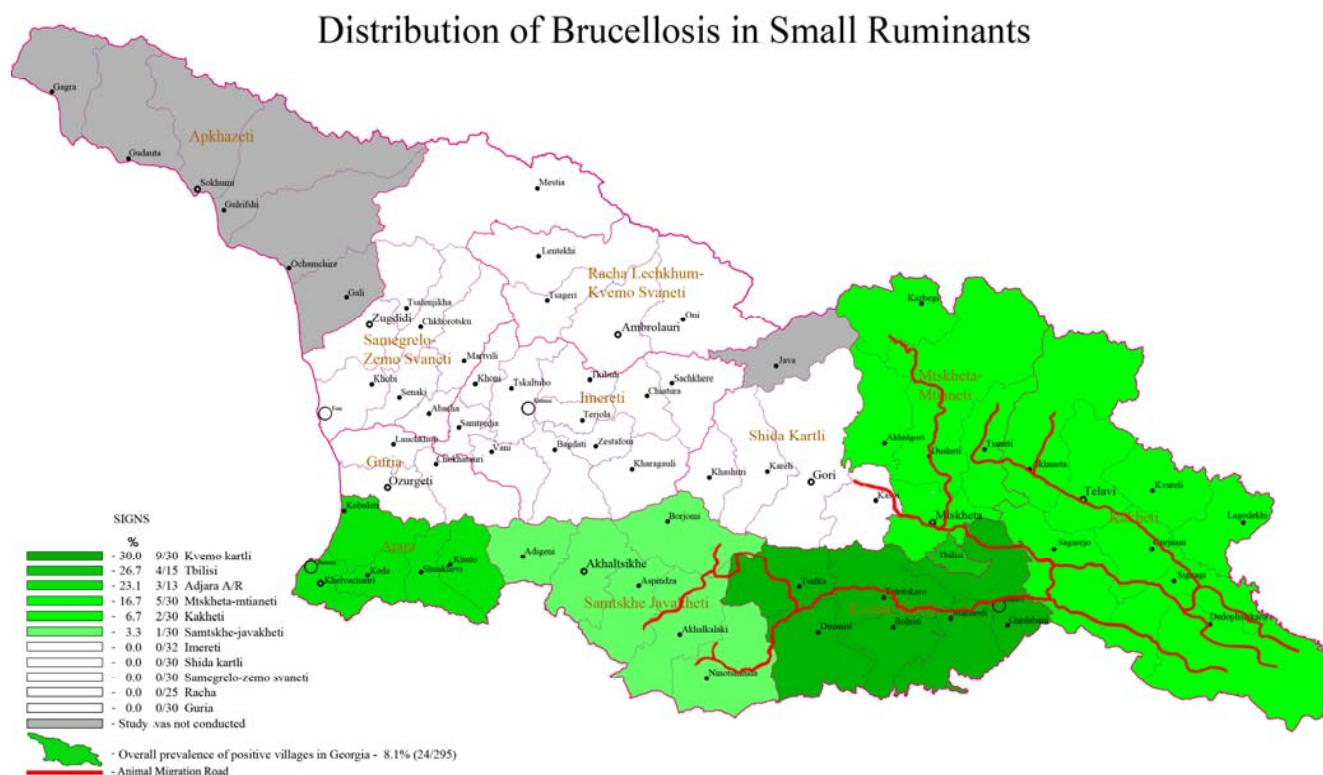 Distribution of Brucellosis in Small Ruminants
Gagra
Apkhazeti
Gudauta
Sokhumi
Gulrifshi
Mestia
Ochamchire
Lentekhi
Gali
Racha Lechkhum-
Kvemo Svaneti
Tsageri
Kazbegi
Tsalenjikha
Zugdidi
Chkhorotsku
Oni
Ambrolauri
Samegrelo-
Zemo Svaneti
Martvili
Java
Mtskheta-
Mtianeti
Khobi
Khoni
Tskaltubo
Tkibuli
Sachkhere
Senaki
Chiatura
Imereti
Abasha
Terjola
Samtredia
Shida Kartli
Lanchkhuti
Vani
Bagdati
Zestafoni
Akhalgori
Dusheti
Tianeti
Guria
Chokhatauri
Kharagauli
Khashuri
Kareli
Gori
Akhmeta
Ozurgeti
Kaspi
Telavi
Kvareli
Kobuleti
Borjomi
Mtskheta
Kakheti
Lagodekhi
Ajara
Adigeni
Akhaltsikhe
Tbilisi
Sagarejo
Gurjaani
Khulo
Keda
Shuakhevi
Khelvachauri
Aspindza
Tsalka
Tetritskaro
Signagi
Samtskhe Javakheti
Akhalkalaki
Dmanisi
Bolnisi
Marneuli
Gardabani
Dedoplistskaro
Ninotsminda
SIGNS
%
- 30.0 9/30 Kvemo kartli
- 26.7 4/15 Tbilisi
- 23.1 3/13 Adjara A/R
- 16.7 5/30 Mtskheta-mtianeti
- 6.7 2/30 Kakheti
- 3.3 1/30 Samtskhe-javakheti
- 0.0 0/32 Imereti
- 0.0 0/30 Shida kartli
- 0.0 0/30 Samegrelo-zemo svaneti
- 0.0 0/25 Racha
- 0.0 0/30 Guria
- Study was not conducted
- Overall prevalence of positive villages in Georgia - 8.1% (24/295)
- Animal Migration Road